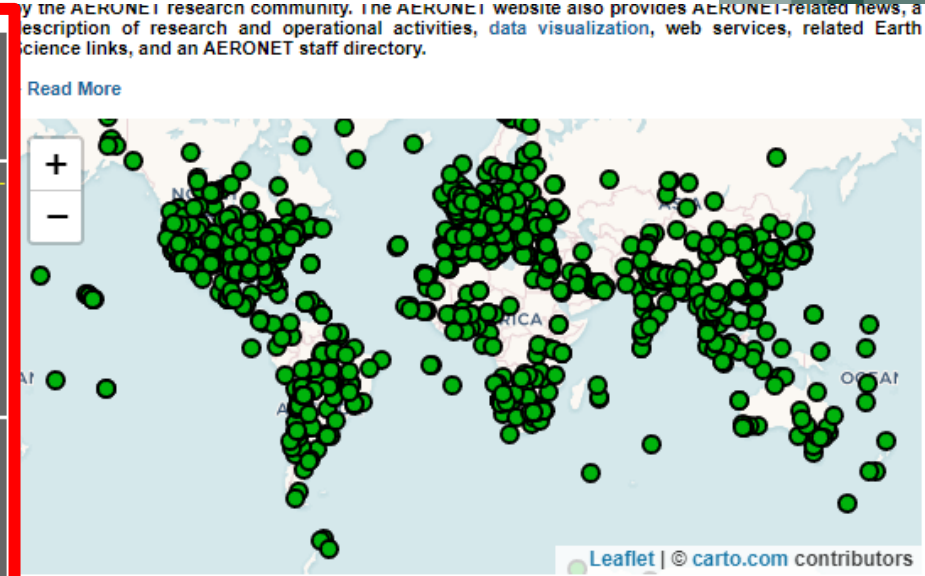 by the AERONET research community. The AERONET website also provides AERONET-related news, a
description of research and operational activities, data visualization, web services, related Earth
Science links, and an AERONET staff directory.
Read More
+
−
ASIA
OCEAN
Leaflet | © carto.com contributors